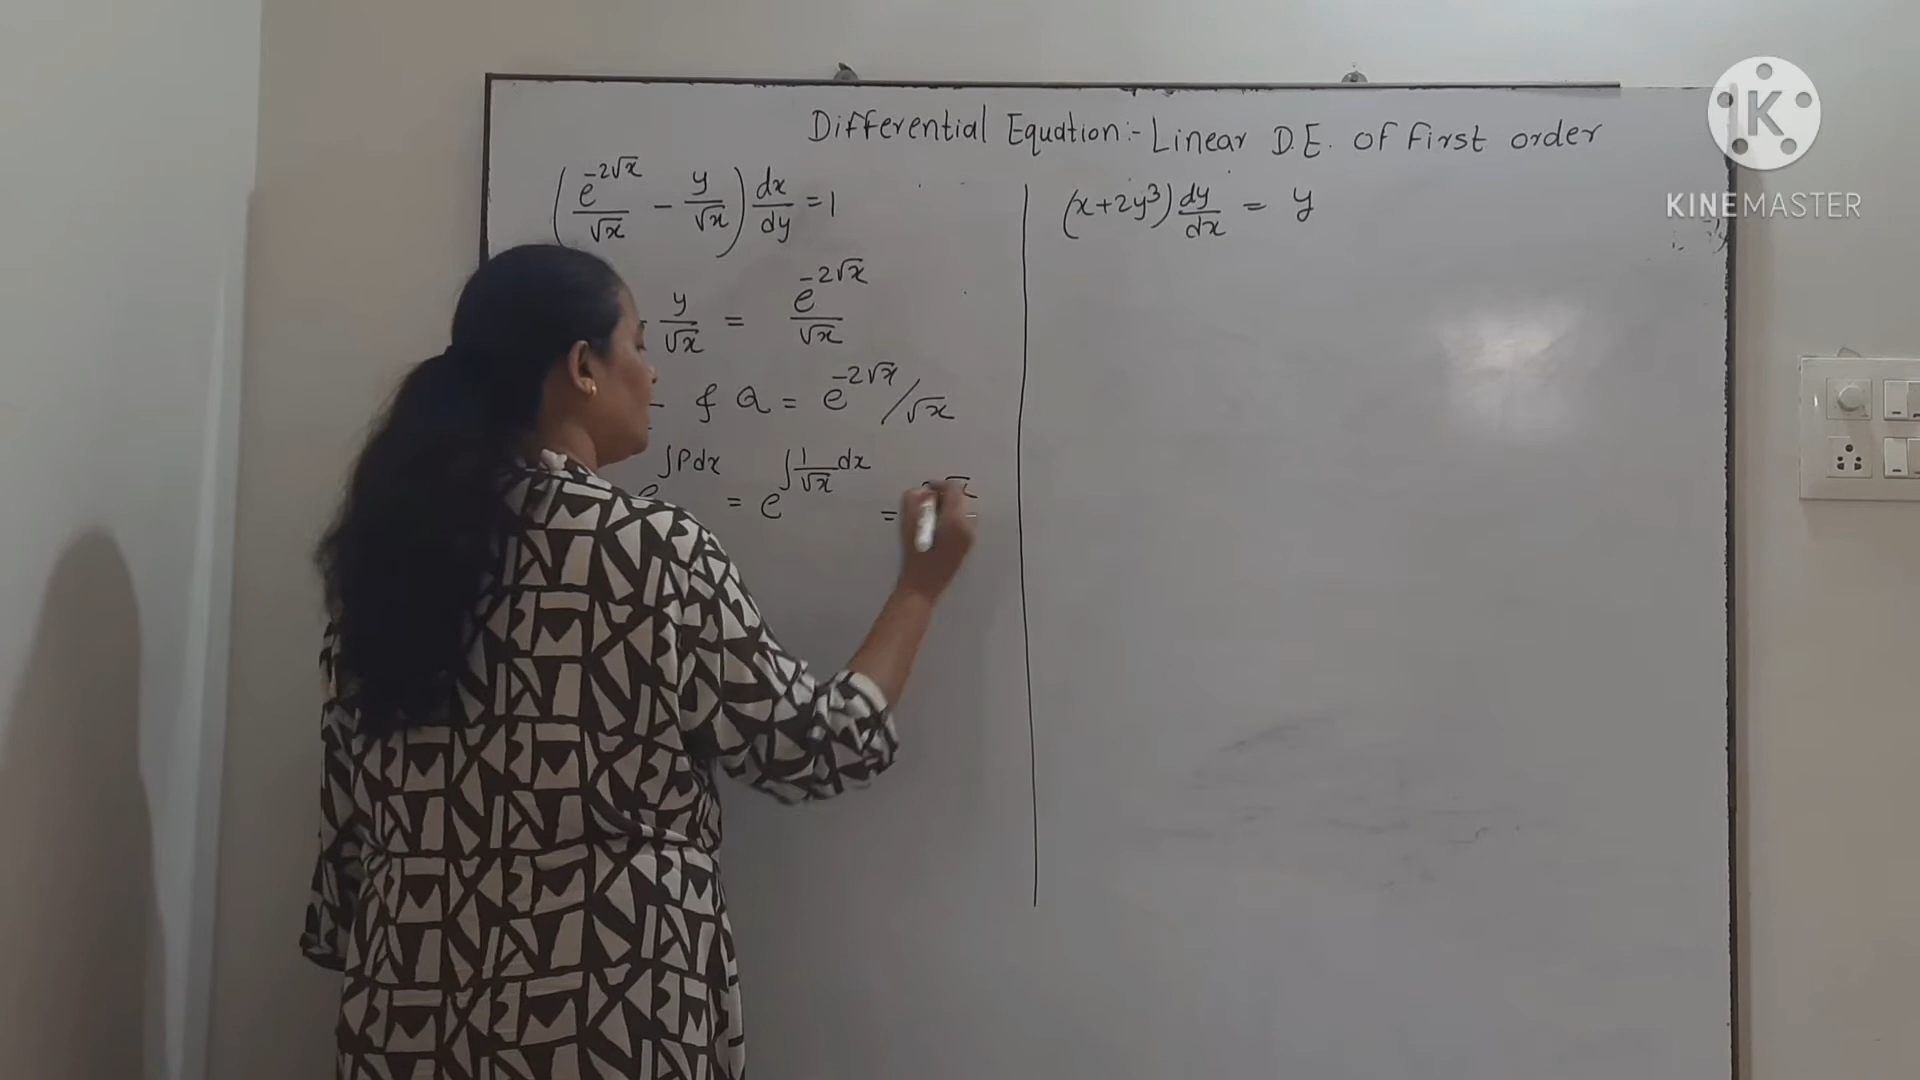 Differential Equation:- Linear D.E. of First order
(e^{-2√x}/√x - y/√x) dx/dy = 1
y/√x = e^{-2√x}/√x
& Q = e^{-2√x}/√x
e^{∫Pdx} = e^{∫1/√x dx} =
(x+2y³) dy/dx = y
K
KINEMASTER